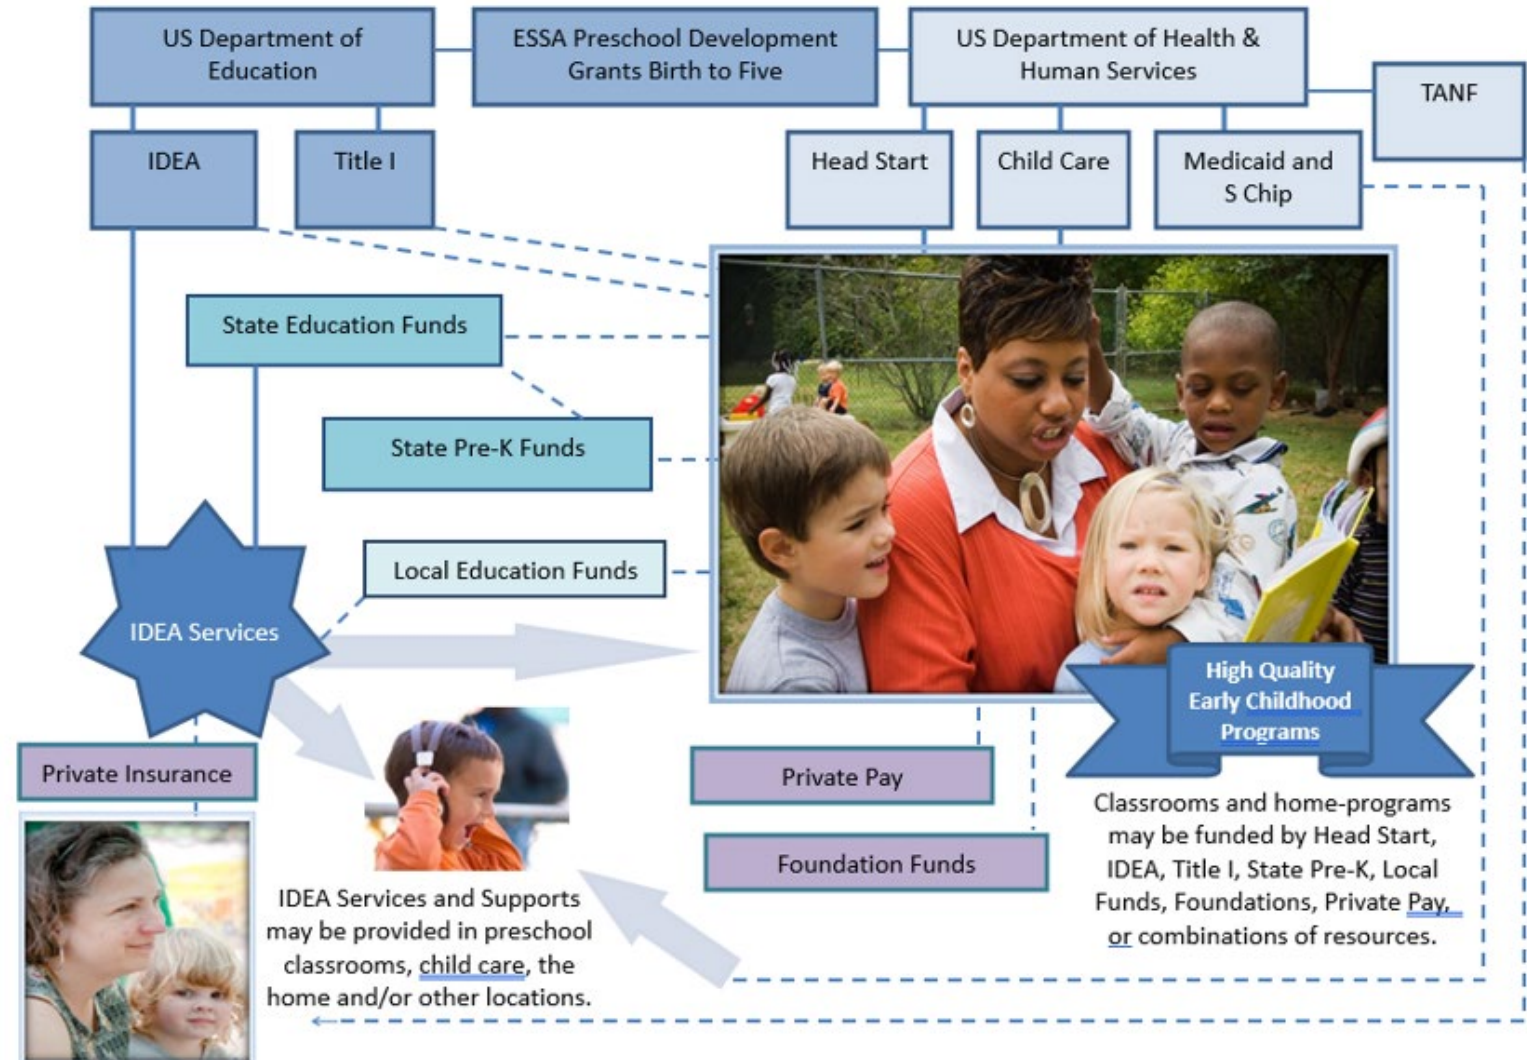 US Department of
Education
ESSA Preschool Development
Grants Birth to Five
US Department of Health &
Human Services
TANF
IDEA
Title I
Head Start
Child Care
Medicaid and
S Chip
State Education Funds
State Pre-K Funds
Local Education Funds
IDEA Services
High Quality
Early Childhood
Programs
Private Insurance
Private Pay
Foundation Funds
Classrooms and home-programs
may be funded by Head Start,
IDEA, Title I, State Pre-K, Local
Funds, Foundations, Private Pay,
or combinations of resources.
IDEA Services and Supports
may be provided in preschool
classrooms, child care, the
home and/or other locations.